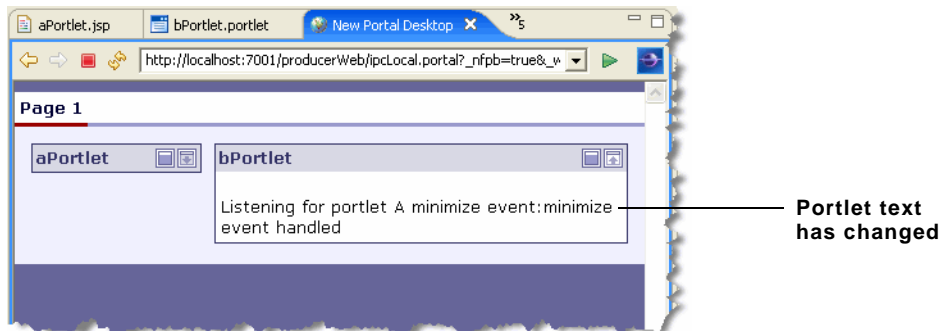 aPortlet.jsp
bPortlet.portlet
New Portal Desktop
»5
http://localhost:7001/producerWeb/ipcLocal.portal?_nfpb=true&_w
Page 1
aPortlet
bPortlet
Listening for portlet A minimize event:minimize
event handled
Portlet text
has changed